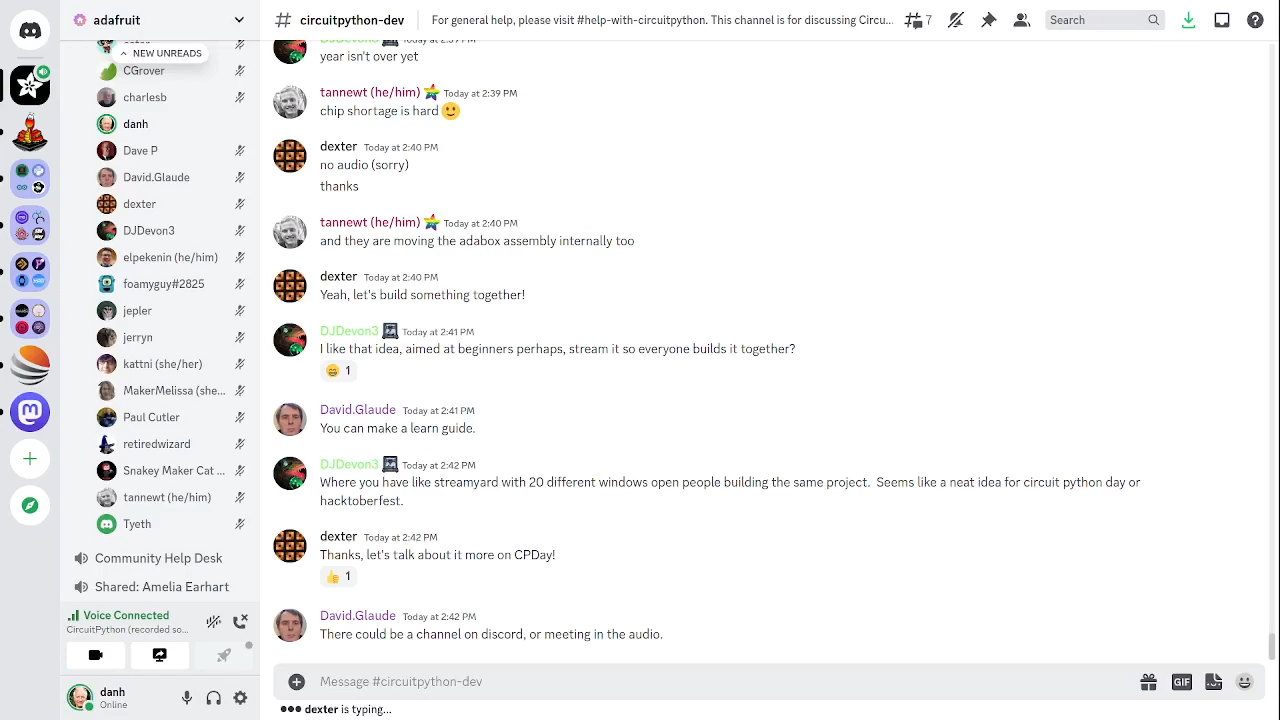 adafruit
NEW UNREADS
CGrover
charlesb
danh
Dave P
David.Glaude
dexter
DJDevon3
elpekenin (he/him)
foamyguy#2825
jepler
jerryn
kattni (she/her)
MakerMelissa (she...
Paul Cutler
retiredwizard
Snakey Maker Cat ...
tannewt (he/him)
Tyeth
Community Help Desk
Shared: Amelia Earhart
Voice Connected
CircuitPython (recorded so...
danh
Online
# circuitpython-dev
For general help, please visit #help-with-circuitpython. This channel is for discussing Circu...
7
Search
DJDevon3 Today at 2:39 PM
year isn't over yet
tannewt (he/him) Today at 2:39 PM
chip shortage is hard
dexter Today at 2:40 PM
no audio (sorry)
thanks
tannewt (he/him) Today at 2:40 PM
and they are moving the adabox assembly internally too
dexter Today at 2:40 PM
Yeah, let's build something together!
DJDevon3 Today at 2:41 PM
I like that idea, aimed at beginners perhaps, stream it so everyone builds it together?
1
David.Glaude Today at 2:41 PM
You can make a learn guide.
DJDevon3 Today at 2:42 PM
Where you have like streamyard with 20 different windows open people building the same project. Seems like a neat idea for circuit python day or
hacktoberfest.
dexter Today at 2:42 PM
Thanks, let's talk about it more on CPDay!
1
David.Glaude Today at 2:42 PM
There could be a channel on discord, or meeting in the audio.
Message #circuitpython-dev
GIF
dexter is typing...